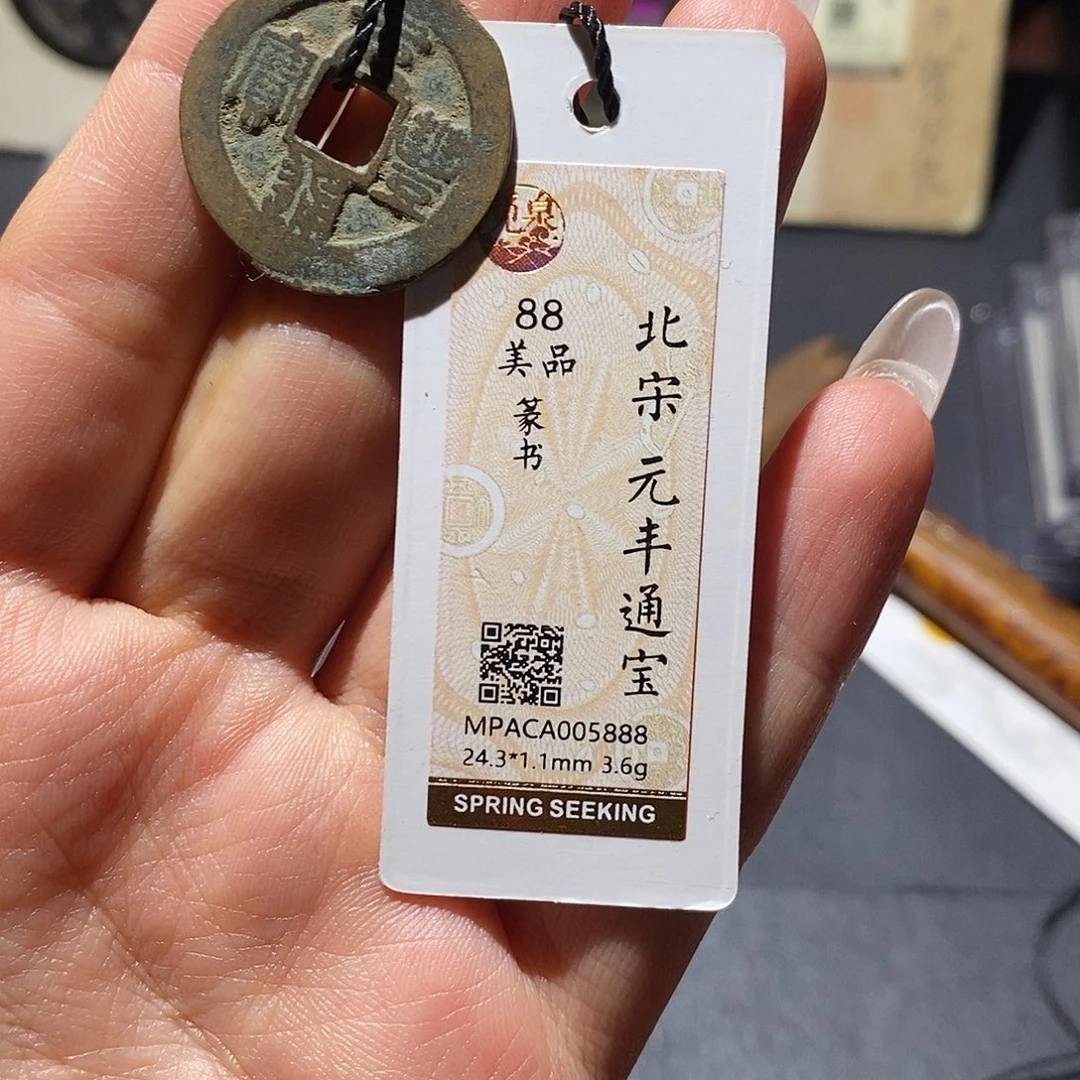 北宋元丰通宝
88
美品
篆书
泉
MPACA005888
24.3*1.1mm 3.6g
SPRING SEEKING